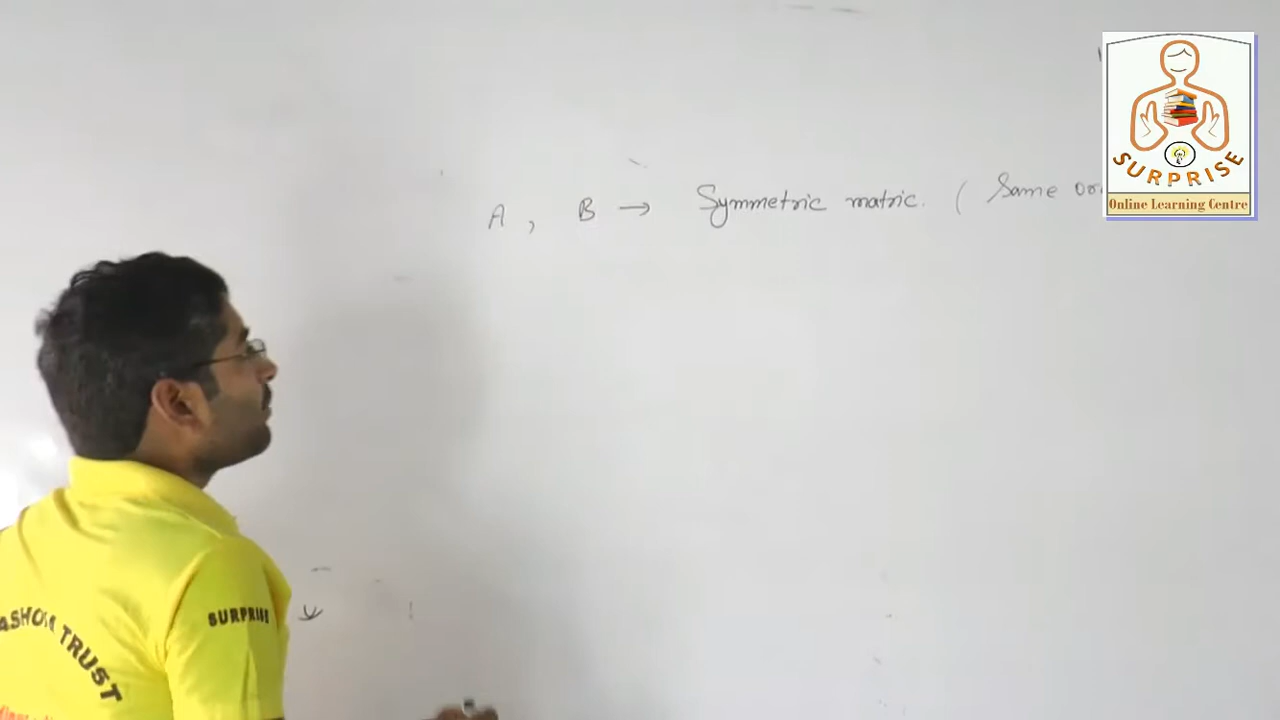 A , B → Symmetric matric. ( Same
SURPRISE
Online Learning Centre
SURPRISE
TRUST